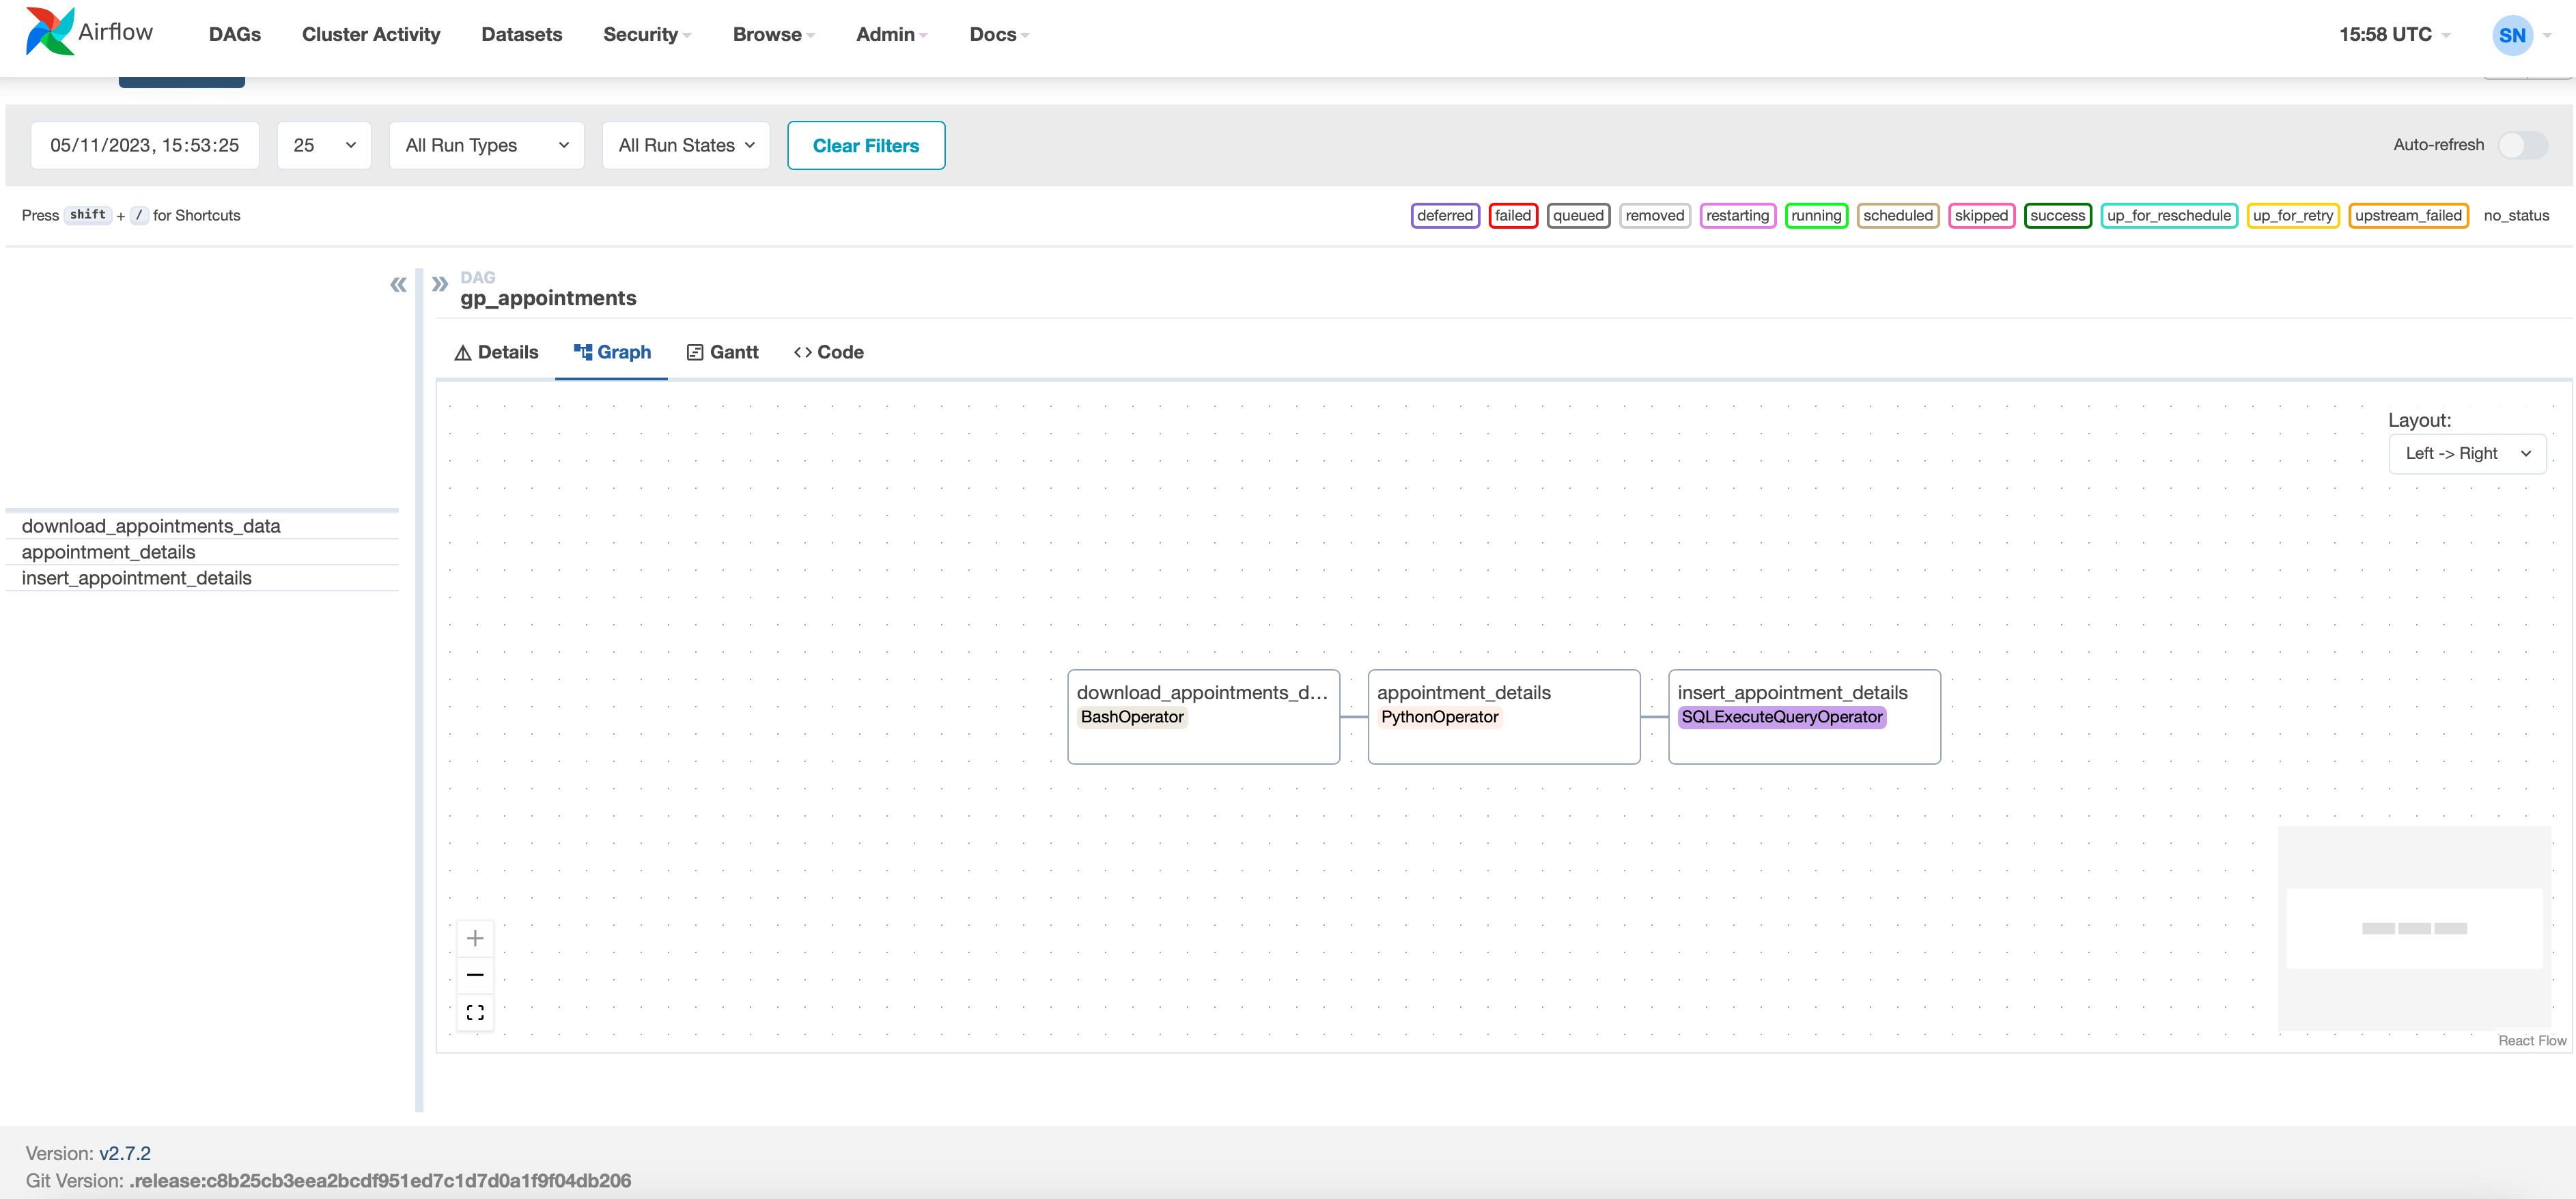 Airflow DAGs Cluster Activity Datasets Security Browse Admin Docs 15:58 UTC SN
05/11/2023, 15:53:25 25 All Run Types All Run States Clear Filters Auto-refresh
Press shift + / for Shortcuts deferred failed queued removed restarting running scheduled skipped success up_for_reschedule up_for_retry upstream_failed no_status
DAG
gp_appointments
Details Graph Gantt Code
Layout:
Left -> Right
download_appointments_data
appointment_details
insert_appointment_details
download_appointments_d... appointment_details insert_appointment_details
BashOperator PythonOperator SQLExecuteQueryOperator
React Flow
Version: v2.7.2
Git Version: .release:c8b25cb3eea2bcdf951ed7c1d7d0a1f9f04db206